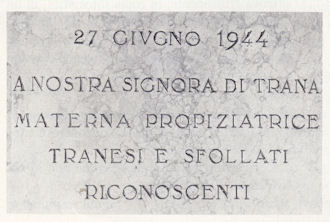 27 GIVGNO 1944
A NOSTRA SIGNORA DI TRANA
MATERNA PROPIZIATRICE
TRANESI E SFOLLATI
RICONOSCENTI